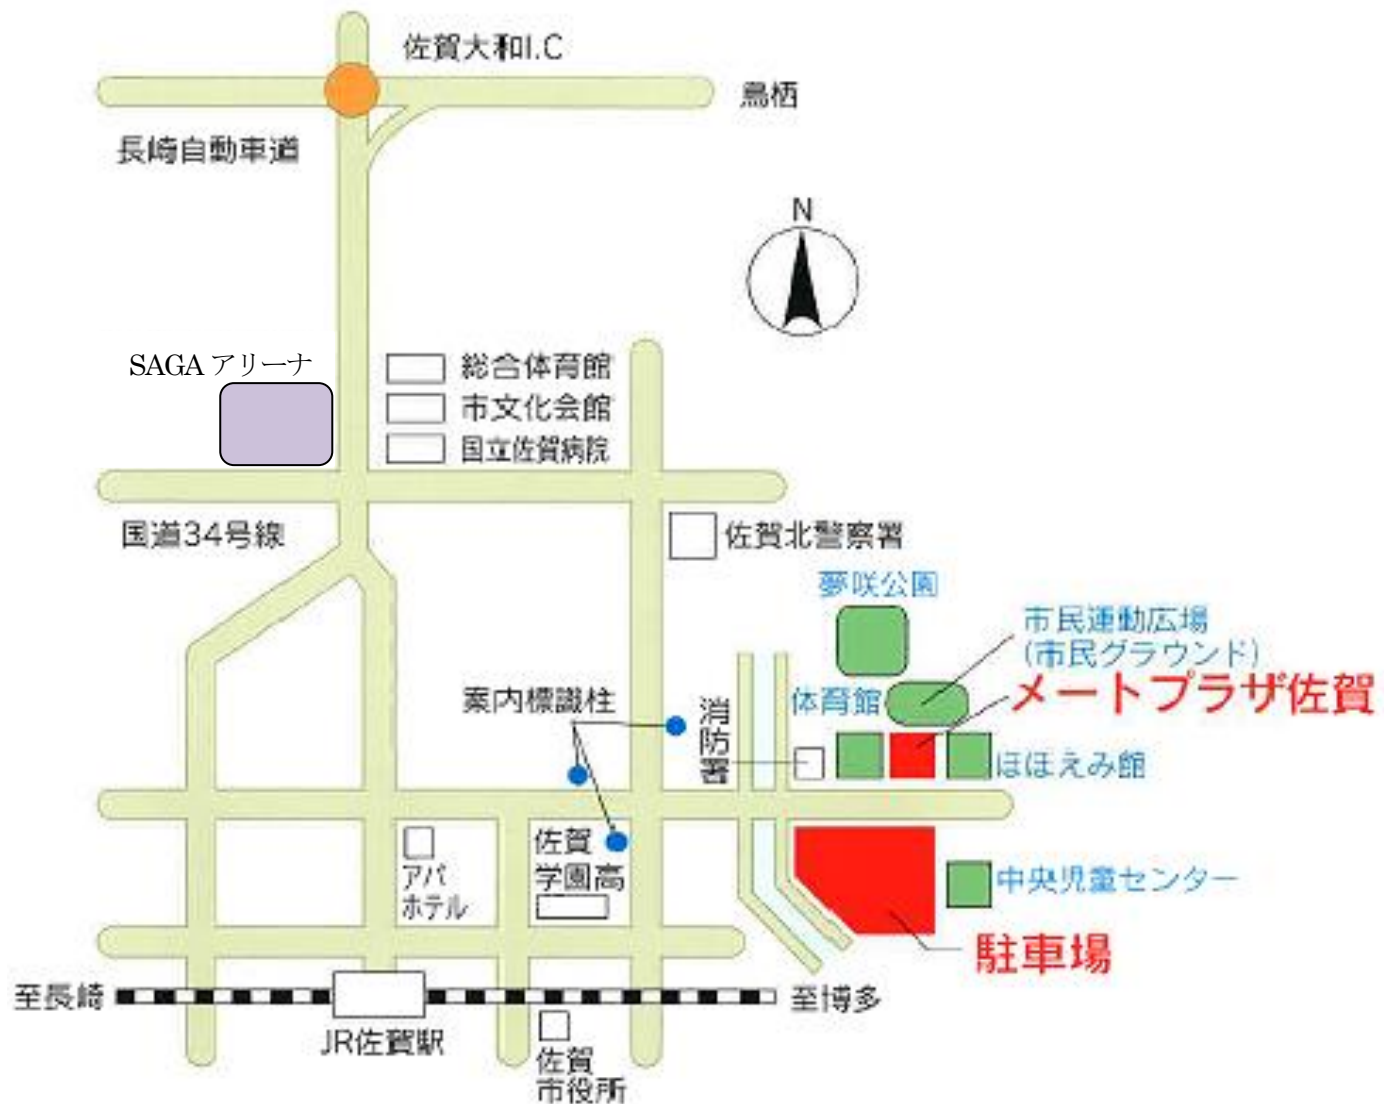 佐賀大和I.C
鳥栖
長崎自動車道
N
SAGA アリーナ
総合体育館
市文化会館
国立佐賀病院
国道34号線
佐賀北警察署
夢咲公園
市民運動広場
(市民グラウンド)
メートプラザ佐賀
体育館
案内標識柱
消防署
ほほえみ館
佐賀
学園高
アパ
ホテル
中央児童センター
駐車場
至長崎
至博多
JR佐賀駅
佐賀
市役所